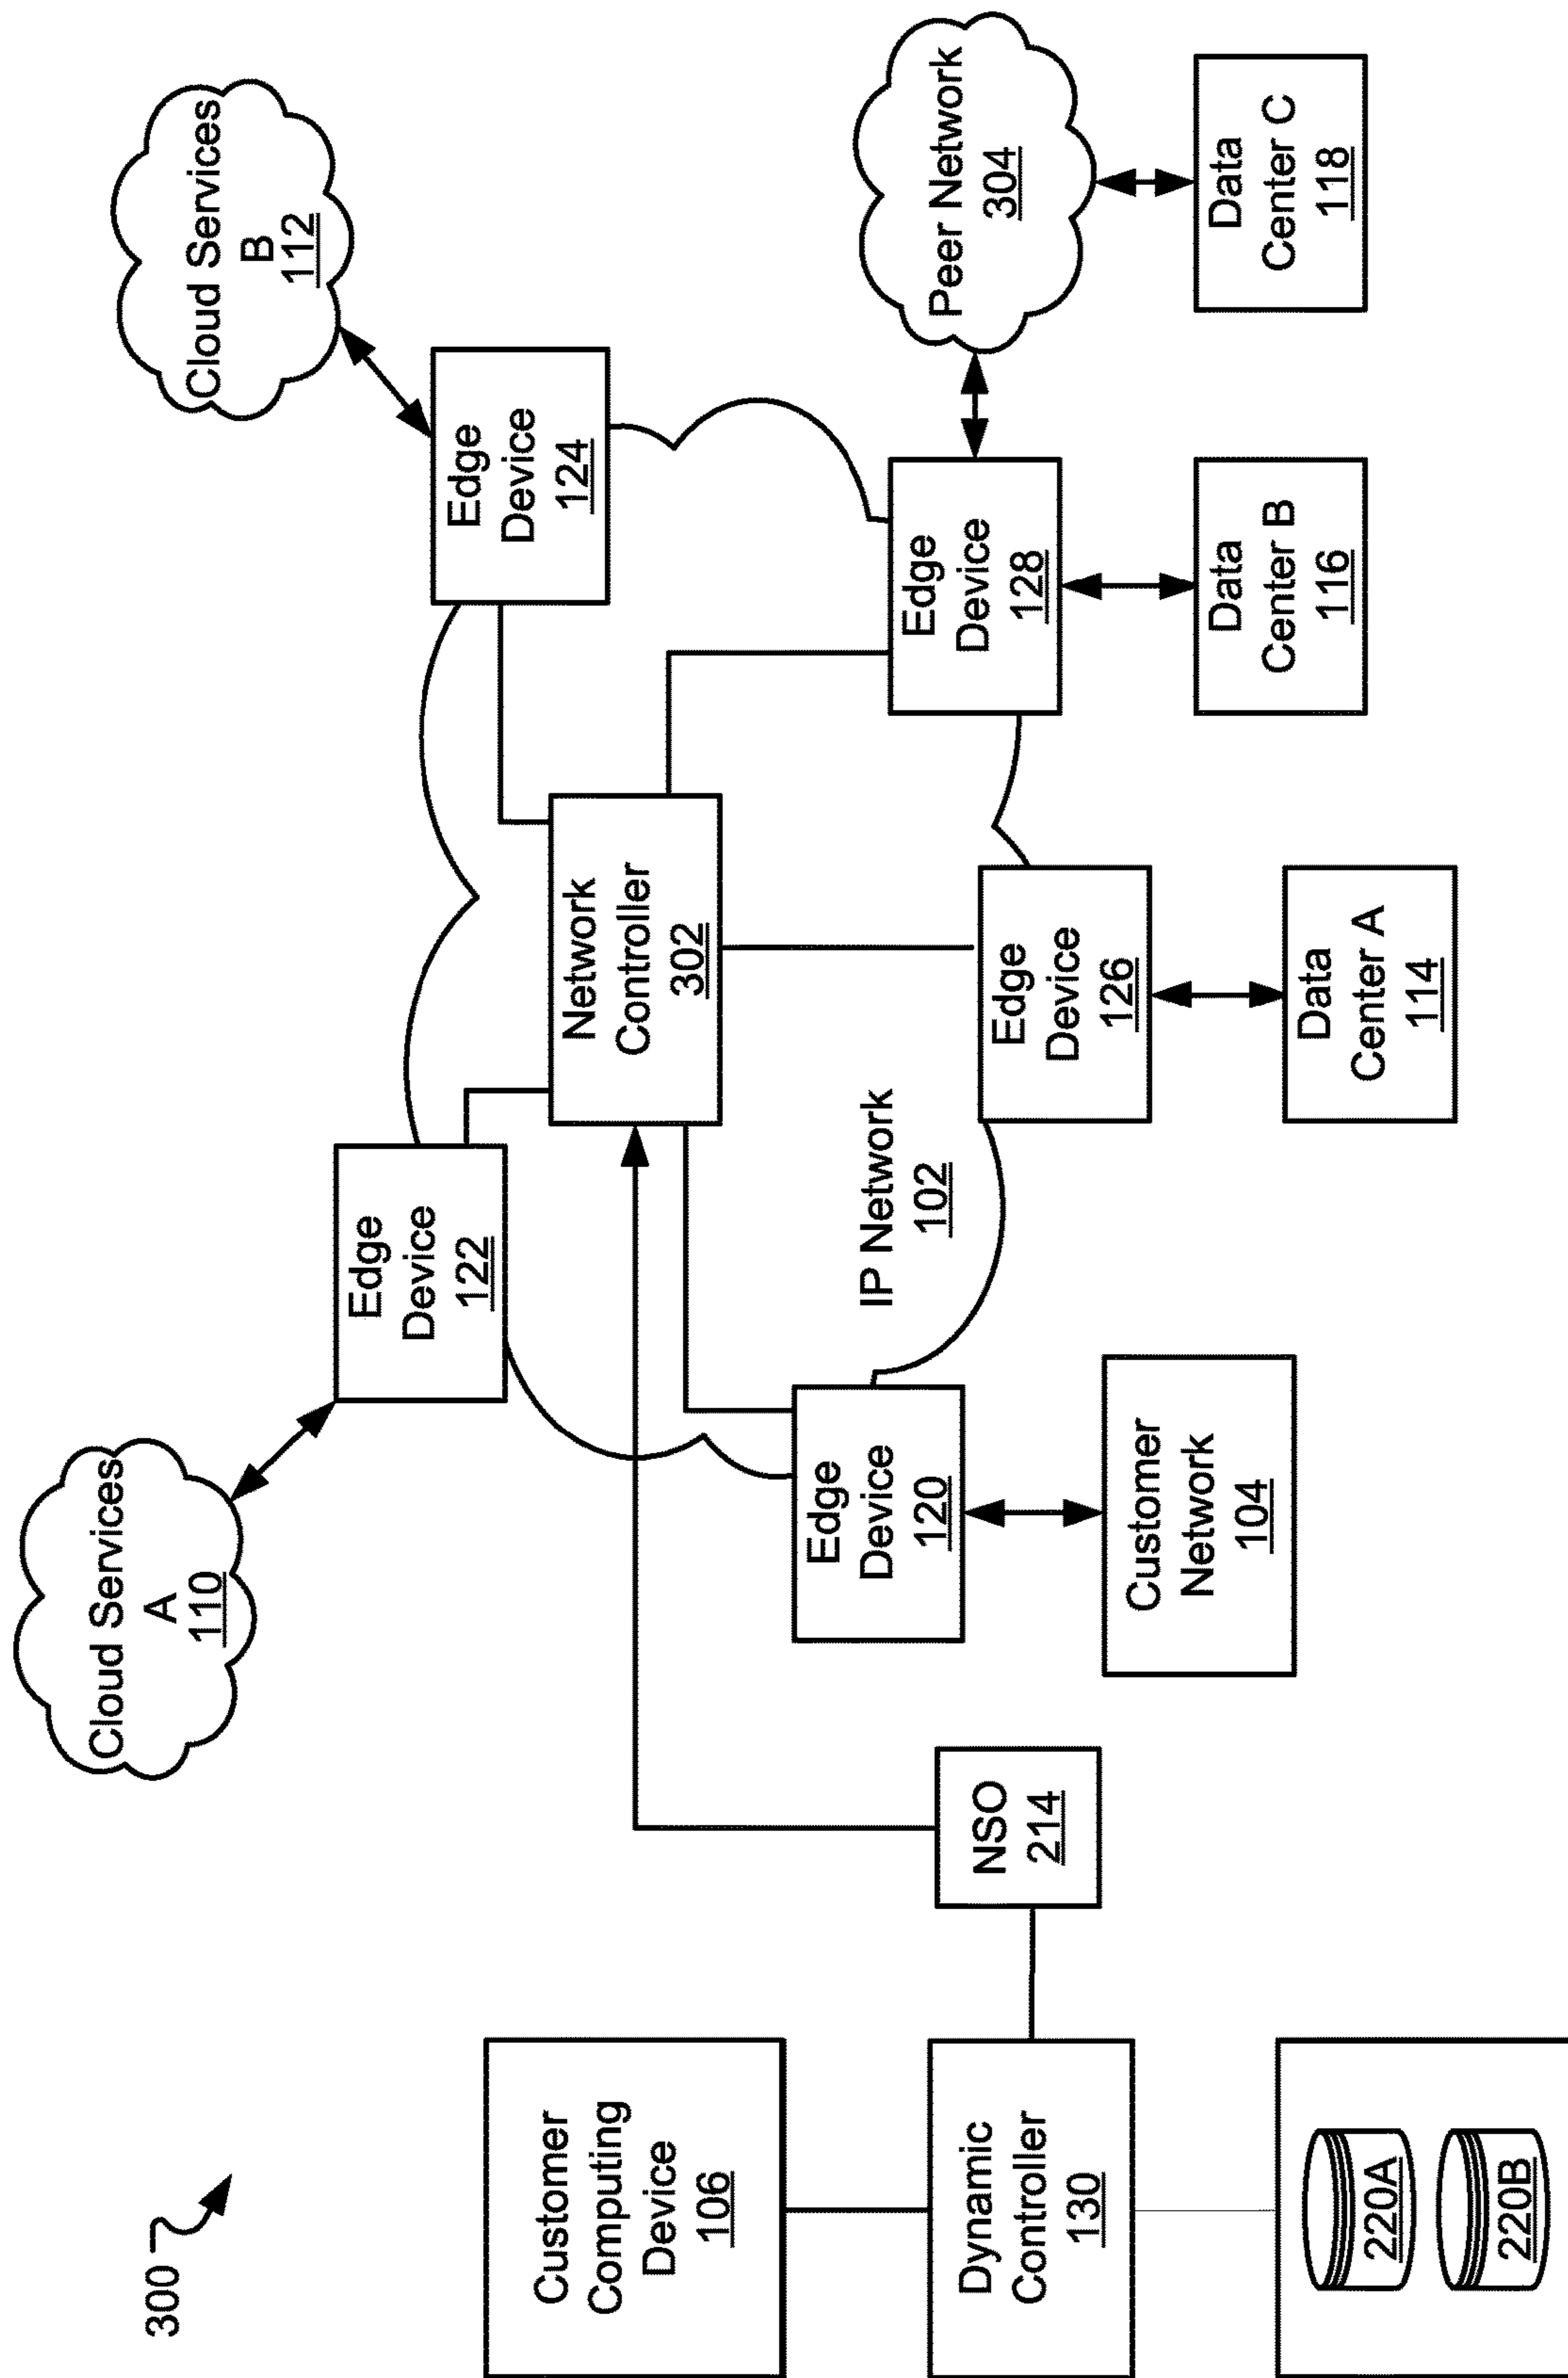 300
Cloud Services
A
110
Cloud Services
B
112
Edge
Device
122
Edge
Device
124
Customer
Computing
Device
106
Network
Controller
302
Edge
Device
120
IP Network
102
Edge
Device
128
Peer Network
304
Dynamic
Controller
130
NSO
214
Edge
Device
126
Customer
Network
104
Data
Center B
116
Data
Center C
118
Data
Center A
114
220A
220B